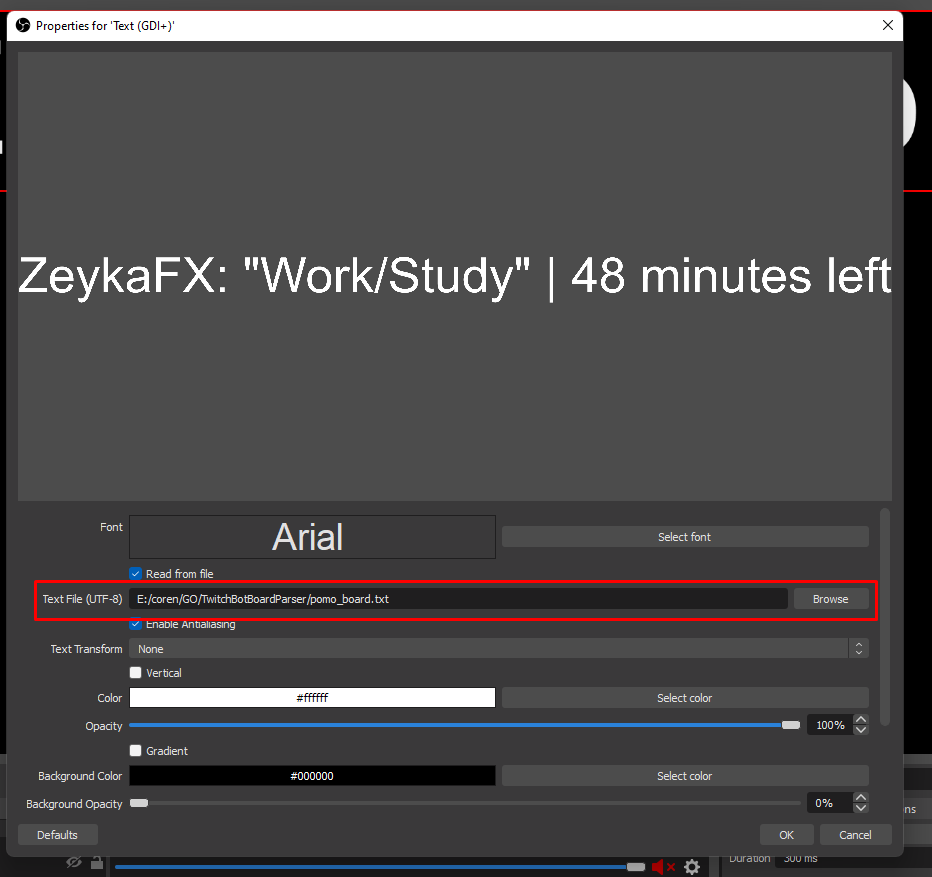 Properties for 'Text (GDI+)'
ZeykaFX: "Work/Study" | 48 minutes left
Font
Arial
Select font
Read from file
Text File (UTF-8)
E:/coren/GO/TwitchBotBoardParser/pomo_board.txt
Browse
Enable Antialiasing
Text Transform
None
Vertical
Color
#ffffff
Select color
Opacity
100%
Gradient
Background Color
#000000
Select color
Background Opacity
0%
Defaults
OK
Cancel
Duration
300 ms